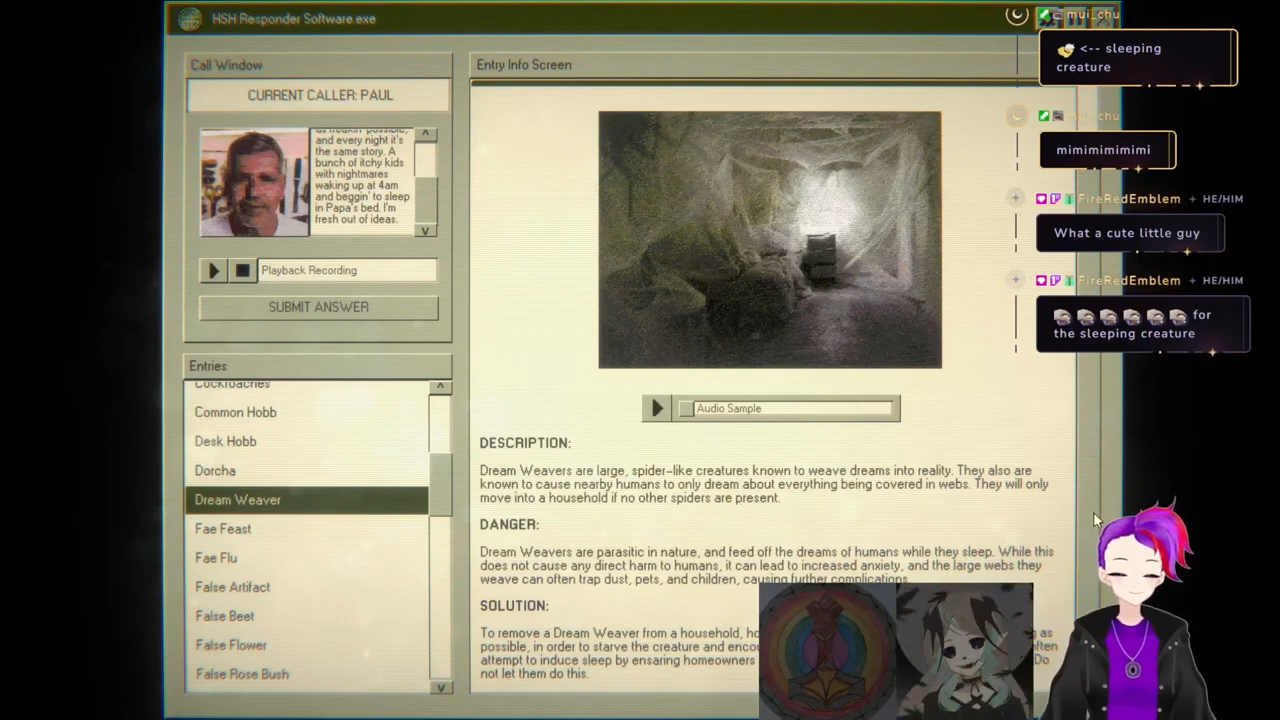 HSH Responder Software.exe
Call Window
CURRENT CALLER: PAUL
as freakin' possible,
and every night it's
the same story. A
bunch of itchy kids
with nightmares
waking up at 4am
and beggin' to sleep
in Papa's bed. I'm
fresh out of ideas.
Playback Recording
SUBMIT ANSWER
Entries
Cockroaches
Common Hobb
Desk Hobb
Dorcha
Dream Weaver
Fae Feast
Fae Flu
False Artifact
False Beet
False Flower
False Rose Bush
Entry Info Screen
Audio Sample
DESCRIPTION:
Dream Weavers are large, spider-like creatures known to weave dreams into reality. They also are
known to cause nearby humans to only dream about everything being covered in webs. They will only
move into a household if no other spiders are present.
DANGER:
Dream Weavers are parasitic in nature, and feed off the dreams of humans while they sleep. While this
does not cause any direct harm to humans, it can lead to increased anxiety, and the large webs they
weave can often trap dust, pets, and children, causing further complications.
SOLUTION:
To remove a Dream Weaver from a household, as
possible, in order to starve the creature and
attempt to induce sleep by ensaring homeowners Do
not let them do this.
mui_chu
<-- sleeping
creature
mui_chu
mimimimimimi
FireRedEmblem + HE/HIM
What a cute little guy
FireRedEmblem + HE/HIM
for
the sleeping creature